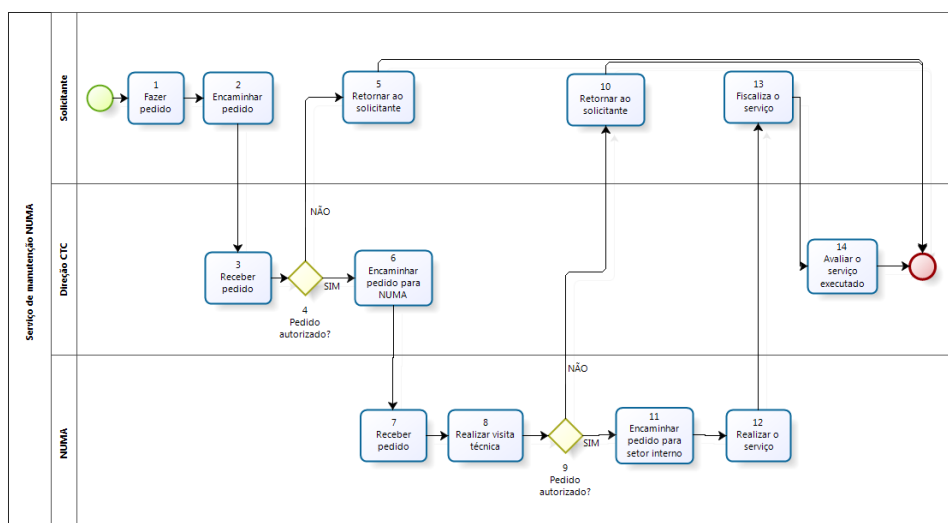 Serviço de manutenção NUMA
Solicitante
1
Fazer
pedido
2
Encaminhar
pedido
5
Retornar ao
solicitante
10
Retornar ao
solicitante
13
Fiscaliza o
serviço
Direção CTC
3
Receber
pedido
4
Pedido
autorizado?
NÃO
SIM
6
Encaminhar
pedido para
NUMA
14
Avaliar o
serviço
executado
NUMA
7
Receber
pedido
8
Realizar visita
técnica
9
Pedido
autorizado?
NÃO
SIM
11
Encaminhar
pedido para
setor interno
12
Realizar o
serviço